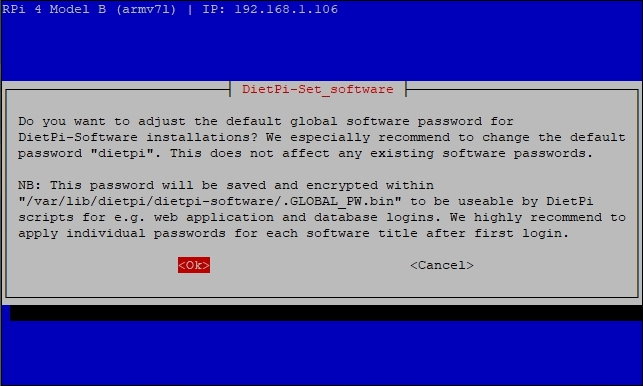 RPi 4 Model B (armv7l) | IP: 192.168.1.106
DietPi-Set_software
Do you want to adjust the default global software password for
DietPi-Software installations? We especially recommend to change the default
password "dietpi". This does not affect any existing software passwords.
NB: This password will be saved and encrypted within
"/var/lib/dietpi/dietpi-software/.GLOBAL_PW.bin" to be useable by DietPi
scripts for e.g. web application and database logins. We highly recommend to
apply individual passwords for each software title after first login.
<Ok> <Cancel>